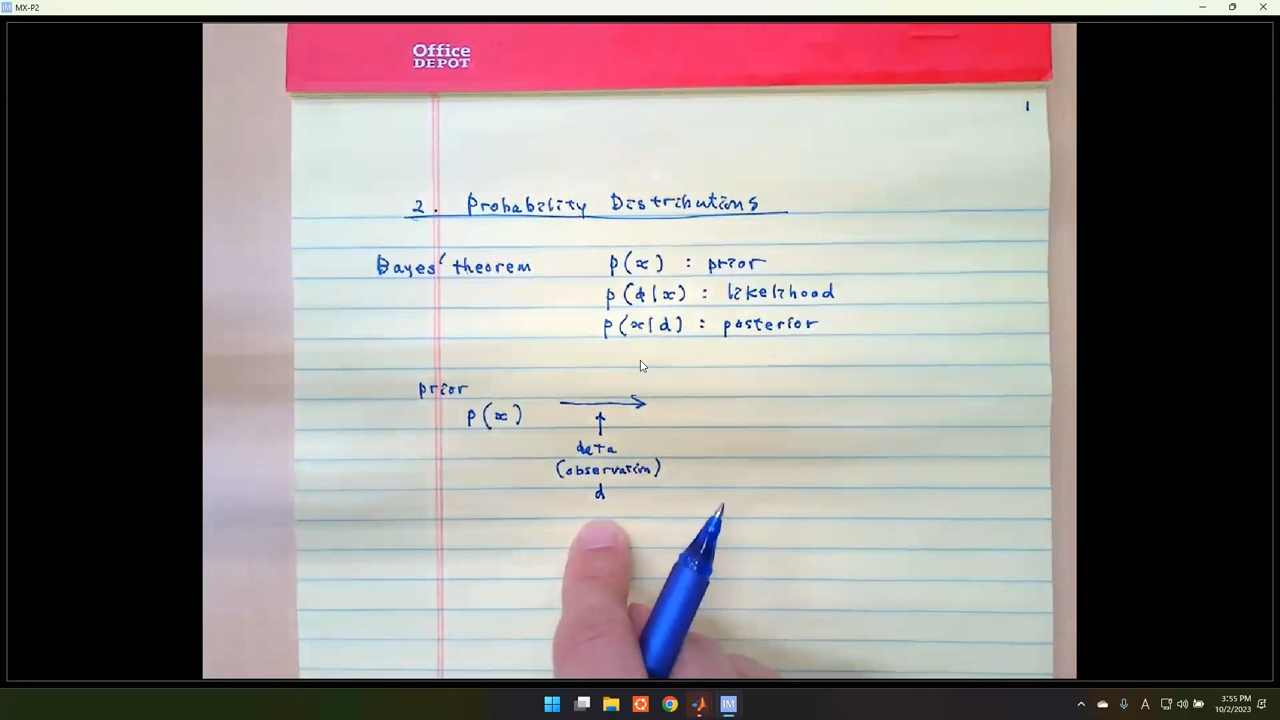 MX-P2
Office
DEPOT
1
2. Probability Distributions
Bayes' theorem
p(x) : prior
p(d|x) : likelihood
p(x|d) : posterior
prior
p(x)
data
(observation)
d
3:55 PM
10/2/2023